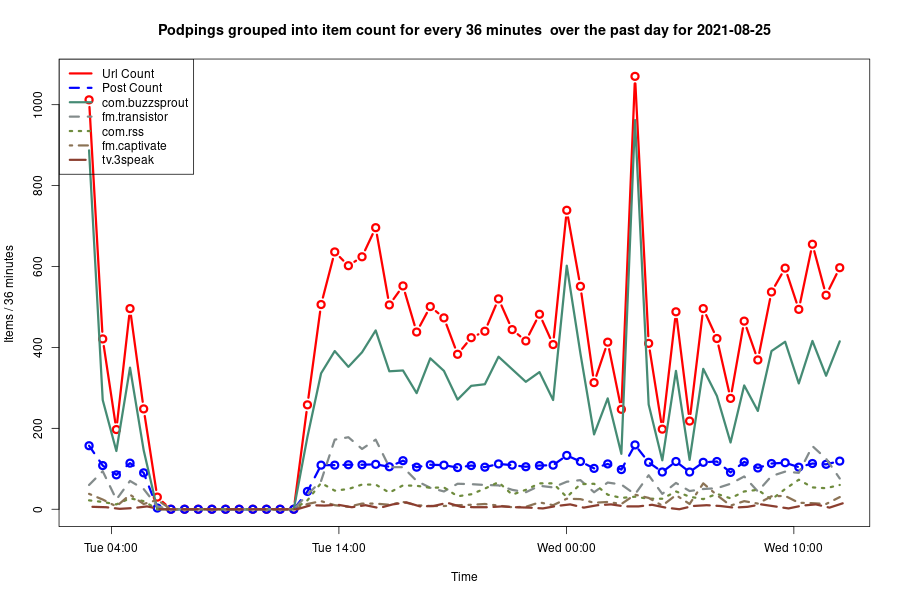 Podpings grouped into item count for every 36 minutes  over the past day for 2021-08-25
Url Count
Post Count
com.buzzsprout
fm.transistor
com.rss
fm.captivate
tv.3speak
Items / 36 minutes
1000
800
600
400
200
0
Tue 04:00
Tue 14:00
Wed 00:00
Wed 10:00
Time